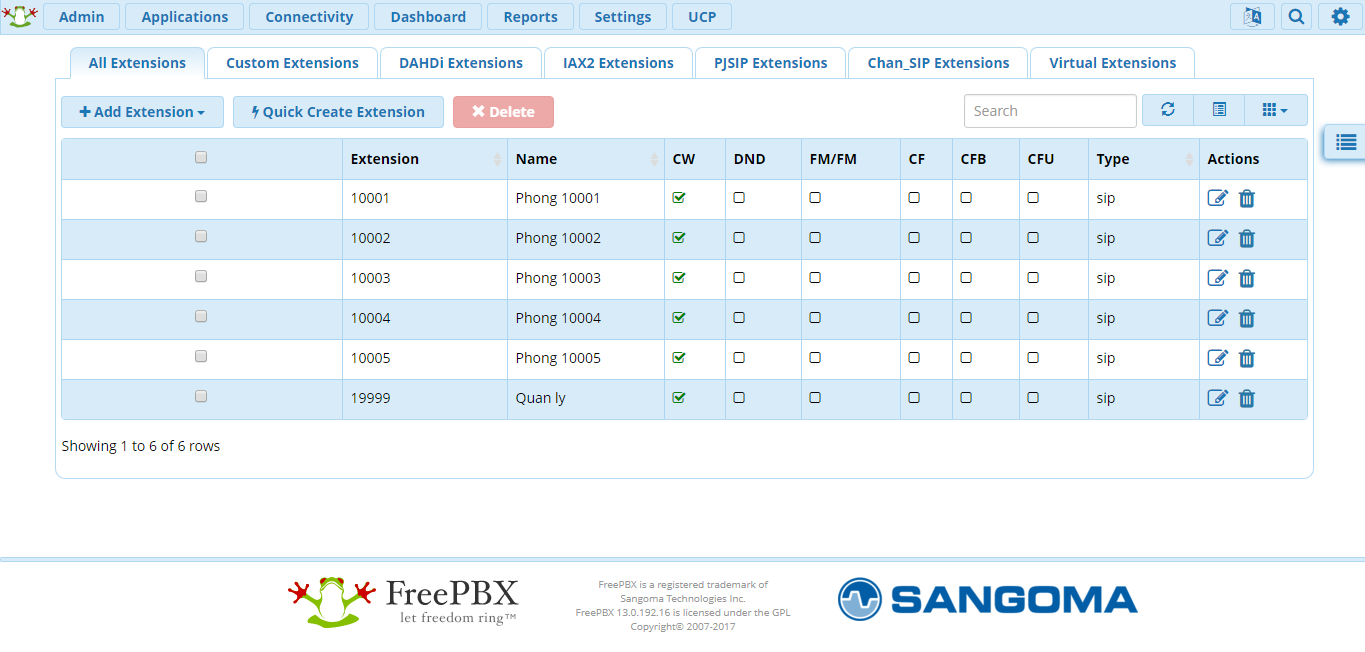 Admin Applications Connectivity Dashboard Reports Settings UCP
All Extensions Custom Extensions DAHDi Extensions IAX2 Extensions PJSIP Extensions Chan_SIP Extensions Virtual Extensions
Add Extension Quick Create Extension Delete Search
Extension Name CW DND FM/FM CF CFB CFU Type Actions
10001 Phong 10001 sip
10002 Phong 10002 sip
10003 Phong 10003 sip
10004 Phong 10004 sip
10005 Phong 10005 sip
19999 Quan ly sip
Showing 1 to 6 of 6 rows
FreePBX
let freedom ring™
FreePBX is a registered trademark of
Sangoma Technologies Inc.
FreePBX 13.0.192.16 is licensed under the GPL
Copyright© 2007-2017
SANGOMA